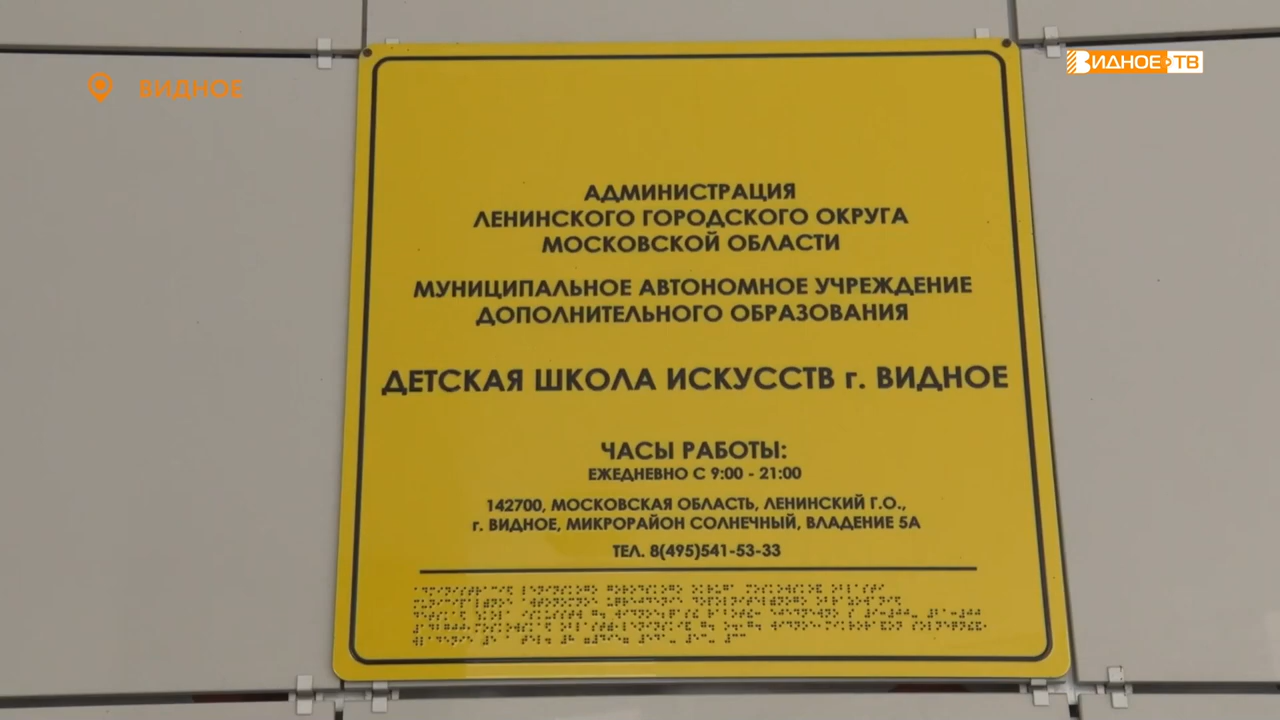 ВИДНОЕ
ВИДНОЕ ТВ
АДМИНИСТРАЦИЯ
ЛЕНИНСКОГО ГОРОДСКОГО ОКРУГА
МОСКОВСКОЙ ОБЛАСТИ
МУНИЦИПАЛЬНОЕ АВТОНОМНОЕ УЧРЕЖДЕНИЕ
ДОПОЛНИТЕЛЬНОГО ОБРАЗОВАНИЯ
ДЕТСКАЯ ШКОЛА ИСКУССТВ г. ВИДНОЕ
ЧАСЫ РАБОТЫ:
ЕЖЕДНЕВНО С 9:00 - 21:00
142700, МОСКОВСКАЯ ОБЛАСТЬ, ЛЕНИНСКИЙ Г.О.,
г. ВИДНОЕ, МИКРОРАЙОН СОЛНЕЧНЫЙ, ВЛАДЕНИЕ 5А
ТЕЛ. 8(495)541-53-33